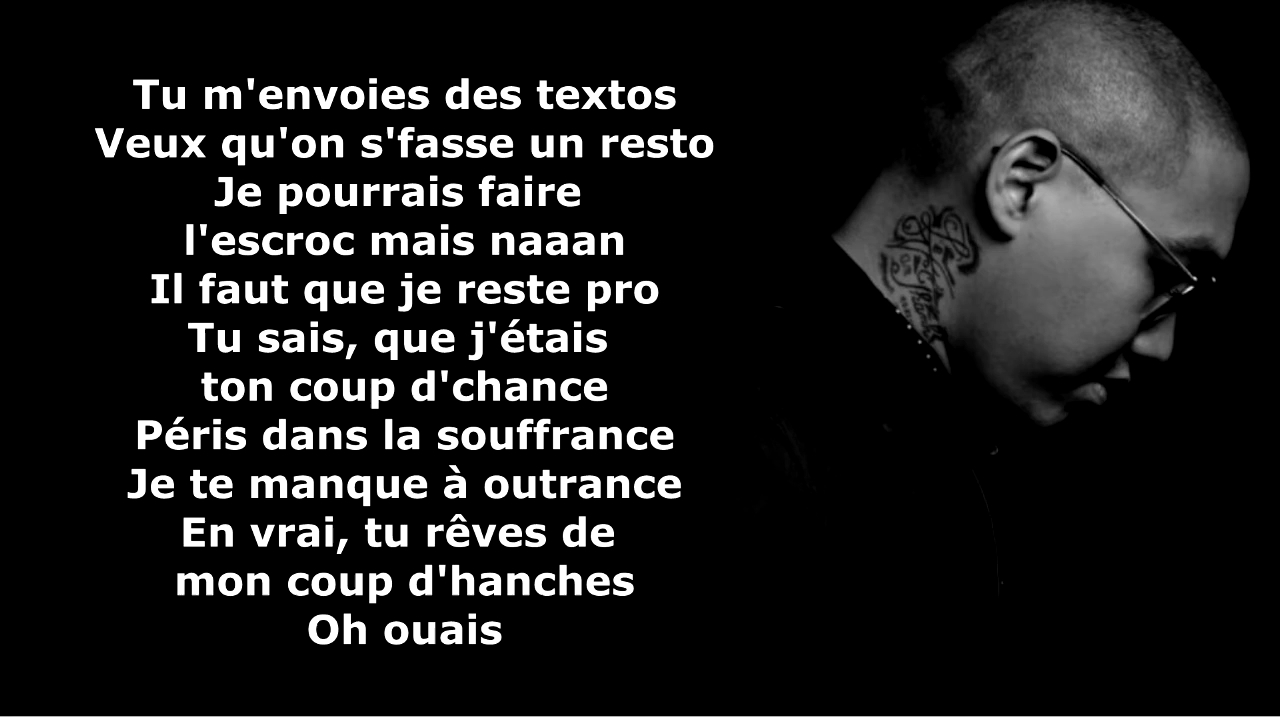 Tu m'envoies des textos
Veux qu'on s'fasse un resto
Je pourrais faire
l'escroc mais naaan
Il faut que je reste pro
Tu sais, que j'étais
ton coup d'chance
Péris dans la souffrance
Je te manque à outrance
En vrai, tu rêves de
mon coup d'hanches
Oh ouais